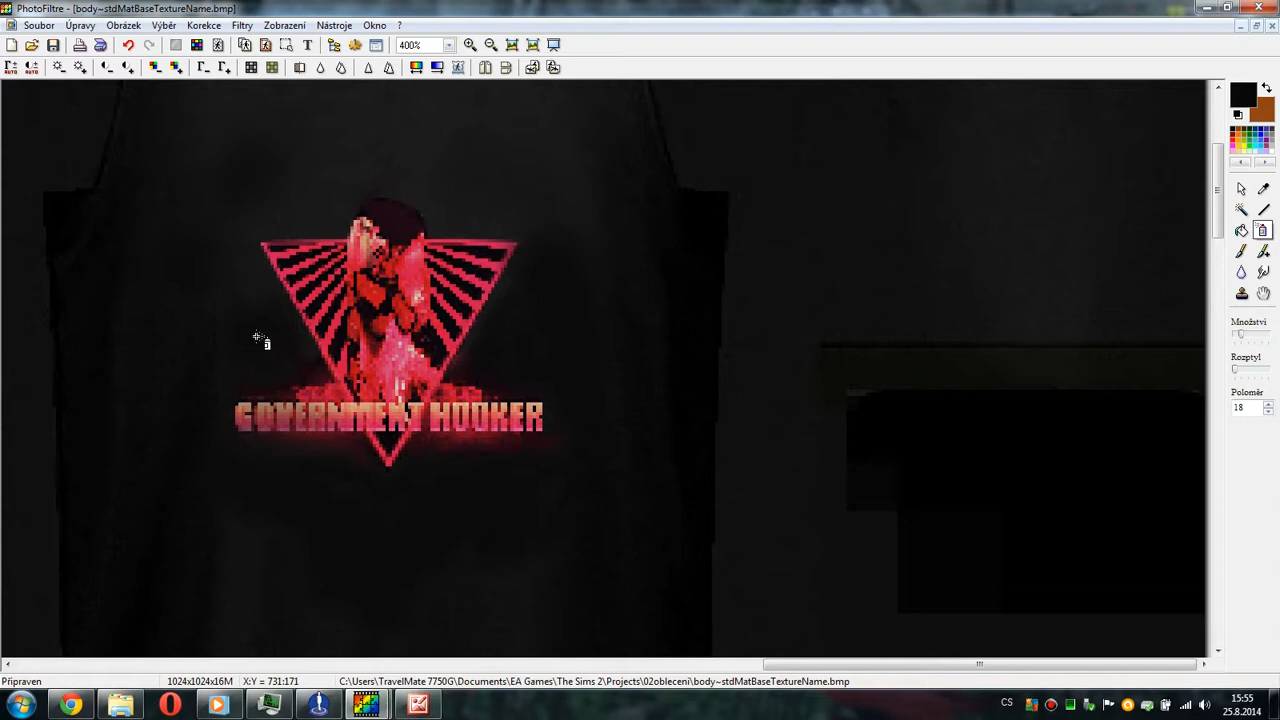 PhotoFiltre - [body~stdMatBaseTextureName.bmp]
Soubor Úpravy Obrázek Výběr Korekce Filtry Zobrazení Nástroje Okno ?
400%
AUTO AUTO
GOVERNMENT HOOKER
Množství
Rozptyl
Poloměr
18
Připraven 1024x1024x16M X:Y = 731:171 C:\Users\TravelMate 7750G\Documents\EA Games\The Sims 2\Projects\02obleceni\body~stdMatBaseTextureName.bmp
CS 15:55
25.8.2014